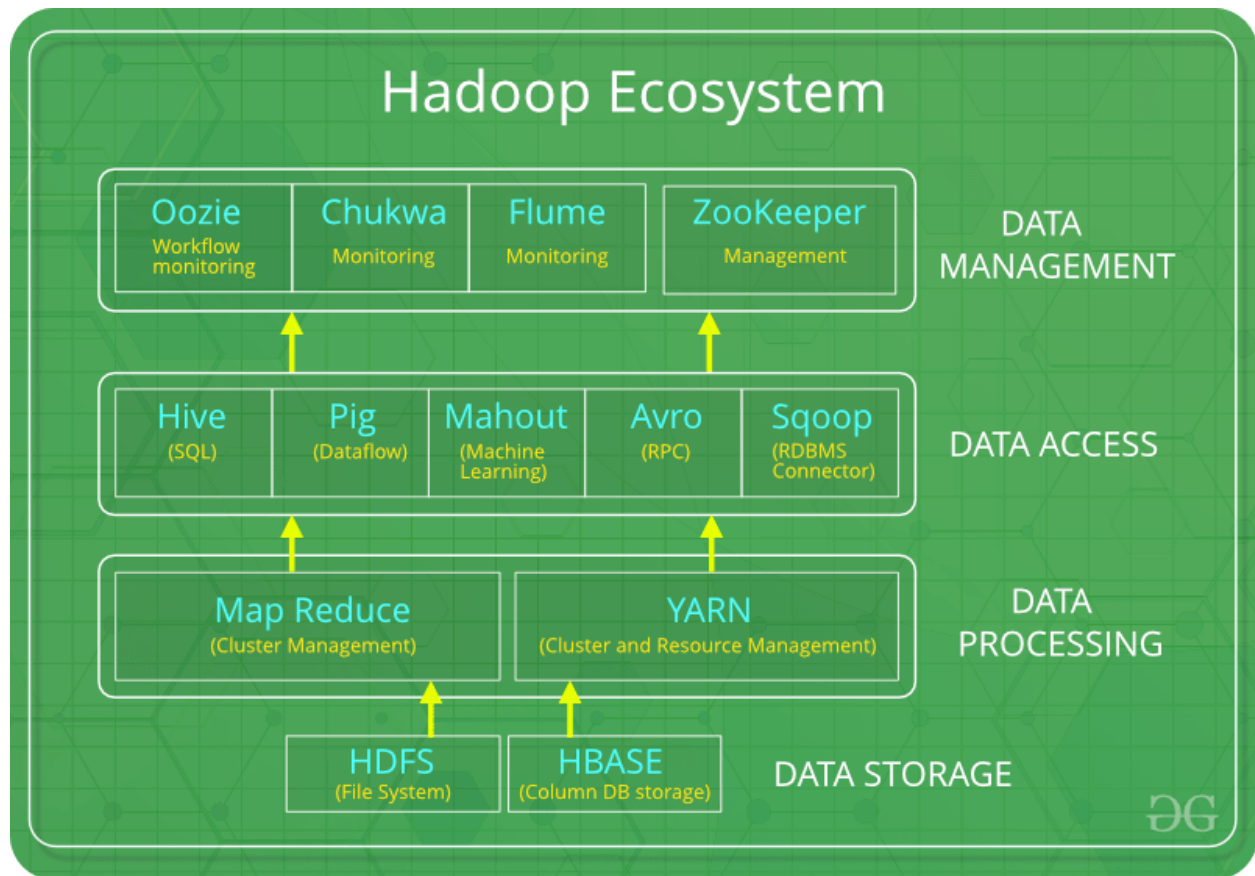 Hadoop Ecosystem
Oozie
Workflow
monitoring
Chukwa
Monitoring
Flume
Monitoring
ZooKeeper
Management
DATA
MANAGEMENT
Hive
(SQL)
Pig
(Dataflow)
Mahout
(Machine
Learning)
Avro
(RPC)
Sqoop
(RDBMS
Connector)
DATA ACCESS
Map Reduce
(Cluster Management)
YARN
(Cluster and Resource Management)
DATA
PROCESSING
HDFS
(File System)
HBASE
(Column DB storage)
DATA STORAGE